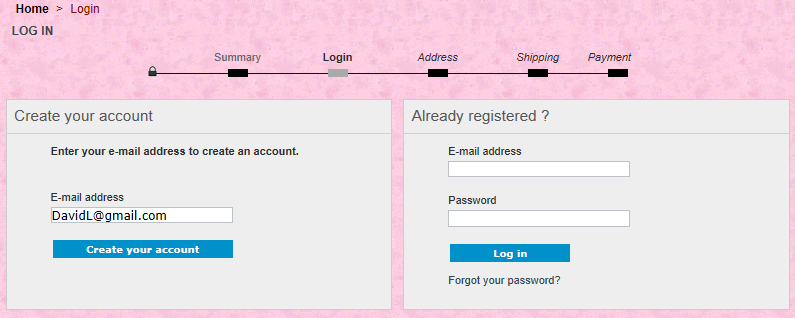 Home > Login
LOG IN
Summary Login Address Shipping Payment
Create your account
Enter your e-mail address to create an account.
E-mail address
DavidL@gmail.com
Create your account
Already registered ?
E-mail address
Password
Log in
Forgot your password?